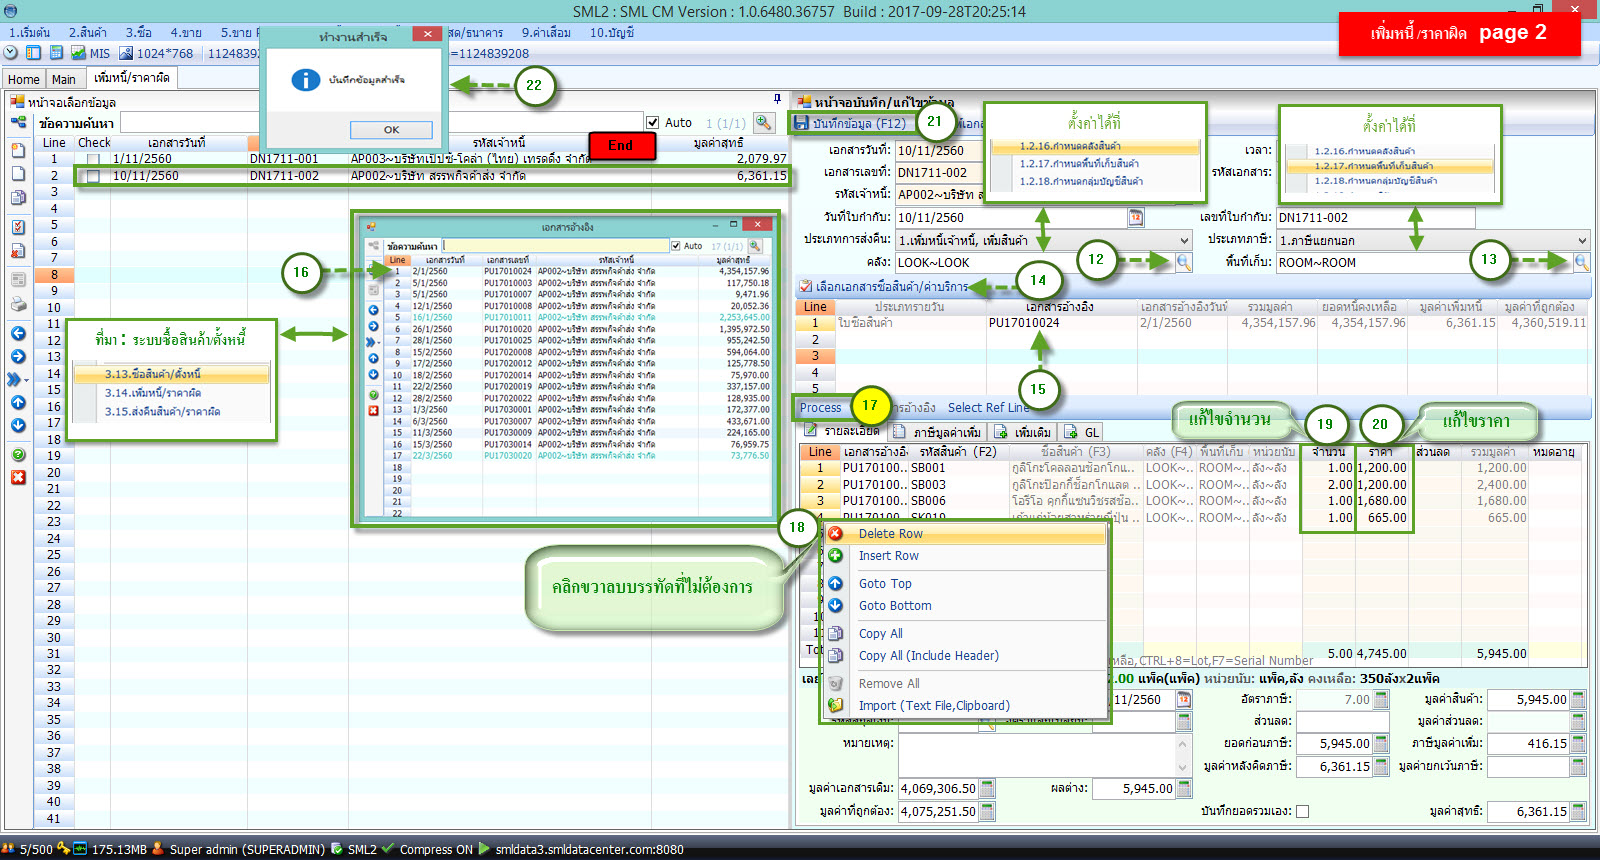 SML2 : SML CM Version : 1.0.6480.36757 Build : 2017-09-28T20:25:14
เพิ่มหนี้/ราคาผิด page 2
1.เริ่มต้น 2.สินค้า 3.ซื้อ 4.ขาย 9.ค่าเสื่อม 10.บัญชี
MIS 1024*768 =1124839208
Home Main เพิ่มหนี้/ราคาผิด
ทำงานสำเร็จ
บันทึกข้อมูลสำเร็จ
OK
22
หน้าจอเลือกข้อมูล
ข้อความค้นหา Auto 1 (1/1)
Line Check เอกสารวันที่ รหัสเจ้าหนี้ มูลค่าสุทธิ
End
1 1/11/2560 DN1711-001 AP003~บริษัทเป๊ปซี่-โคล่า (ไทย) เทรดดิ้ง จำกัด 2,079.97
2 10/11/2560 DN1711-002 AP002~บริษัท สรรพกิจค้าส่ง จำกัด 6,361.15
3
4
5
6
7
8
9
10
11
12
13
14
15
16
17
18
19
20
21
22
23
24
25
26
27
28
29
30
31
32
33
34
35
36
37
38
39
40
41
16
ที่มา : ระบบซื้อสินค้า/ตั้งหนี้
3.13.ซื้อสินค้า/ตั้งหนี้
3.14.เพิ่มหนี้/ราคาผิด
3.15.ส่งคืนสินค้า/ราคาผิด
เอกสารอ้างอิง
ข้อความค้นหา Auto 17 (1/1)
Line เอกสารวันที่ เอกสารเลขที่ รหัสเจ้าหนี้ มูลค่าสุทธิ
1 2/1/2560 PU17010024 AP002~บริษัท สรรพกิจค้าส่ง จำกัด 4,354,157.96
2 5/1/2560 PU17010003 AP002~บริษัท สรรพกิจค้าส่ง จำกัด 117,750.18
3 5/1/2560 PU17010007 AP002~บริษัท สรรพกิจค้าส่ง จำกัด 9,471.96
4 12/1/2560 PU17010008 AP002~บริษัท สรรพกิจค้าส่ง จำกัด 20,052.36
5 16/1/2560 PU17010011 AP002~บริษัท สรรพกิจค้าส่ง จำกัด 2,253,645.00
6 26/1/2560 PU17010020 AP002~บริษัท สรรพกิจค้าส่ง จำกัด 1,395,972.50
7 28/1/2560 PU17010025 AP002~บริษัท สรรพกิจค้าส่ง จำกัด 955,242.50
8 15/2/2560 PU17020008 AP002~บริษัท สรรพกิจค้าส่ง จำกัด 594,064.00
9 17/2/2560 PU17020012 AP002~บริษัท สรรพกิจค้าส่ง จำกัด 125,778.50
10 18/2/2560 PU17020014 AP002~บริษัท สรรพกิจค้าส่ง จำกัด 75,970.00
11 22/2/2560 PU17020019 AP002~บริษัท สรรพกิจค้าส่ง จำกัด 337,157.00
12 28/2/2560 PU17020022 AP002~บริษัท สรรพกิจค้าส่ง จำกัด 128,935.00
13 1/3/2560 PU17030001 AP002~บริษัท สรรพกิจค้าส่ง จำกัด 172,377.00
14 6/3/2560 PU17030007 AP002~บริษัท สรรพกิจค้าส่ง จำกัด 433,671.00
15 11/3/2560 PU17030009 AP002~บริษัท สรรพกิจค้าส่ง จำกัด 224,165.00
16 15/3/2560 PU17030014 AP002~บริษัท สรรพกิจค้าส่ง จำกัด 76,959.75
17 22/3/2560 PU17030020 AP002~บริษัท สรรพกิจค้าส่ง จำกัด 73,776.50
18
19
20
21
22
หน้าจอบันทึก/แก้ไขข้อมูล
บันทึกข้อมูล (F12) 21
ตั้งค่าได้ที่
1.2.16.กำหนดคลังสินค้า
1.2.17.กำหนดพื้นที่เก็บสินค้า
1.2.18.กำหนดกลุ่มบัญชีสินค้า
ตั้งค่าได้ที่
1.2.16.กำหนดคลังสินค้า
1.2.17.กำหนดพื้นที่เก็บสินค้า
1.2.18.กำหนดกลุ่มบัญชีสินค้า
เอกสารวันที่: 10/11/2560 เวลา:
เอกสารเลขที่: DN1711-002 รหัสเอกสาร:
รหัสเจ้าหนี้: AP002~บริษัท
วันที่ใบกำกับ: 10/11/2560 เลขที่ใบกำกับ: DN1711-002
ประเภทการส่งคืน: 1.เพิ่มหนี้เจ้าหนี้, เพิ่มสินค้า ประเภทภาษี: 1.ภาษีแยกนอก
คลัง: LOOK~LOOK 12 พื้นที่เก็บ: ROOM~ROOM 13
เลือกเอกสารซื้อสินค้า/ค่าบริการ 14
Line ประเภทรายวัน เอกสารอ้างอิง เอกสารอ้างอิงวันที่ รวมมูลค่า ยอดหนี้คงเหลือ มูลค่าเพิ่มหนี้ มูลค่าที่ถูกต้อง
1 ใบซื้อสินค้า PU17010024 2/1/2560 4,354,157.96 4,354,157.96 6,361.15 4,360,519.11
2
3
4
5
15
Process 17 Select Ref Line
แก้ไขจำนวน 19 20 แก้ไขราคา
รายละเอียด ภาษีมูลค่าเพิ่ม เพิ่มเติม GL
Line เอกสารอ้างอิง รหัสสินค้า (F2) ชื่อสินค้า (F3) คลัง (F4) พื้นที่เก็บ หน่วยนับ จำนวน ราคา ส่วนลด รวมมูลค่า หมดอายุ
1 PU170100... SB001 กูลิโกะโคลลอนช็อกโกแ... LOOK~... ROOM~... ลัง~ลัง 1.00 1,200.00 1,200.00
2 PU170100... SB003 กูลิโกะป๊อกกี้ช็อกโกแลต ... LOOK~... ROOM~... ลัง~ลัง 2.00 1,200.00 2,400.00
3 PU170100... SB006 โอรีโอ คุกกี้แซนวิชรสช๊อ... LOOK~... ROOM~... ลัง~ลัง 1.00 1,680.00 1,680.00
4 PU170100... SK019 เถ้าแก่น้อยสาหร่ายญี่ปุ่น ... LOOK~... ROOM~... ลัง~ลัง 1.00 665.00 665.00
18
คลิกขวาลบบรรทัดที่ไม่ต้องการ
Delete Row
Insert Row
Goto Top
Goto Bottom
Copy All
Copy All (Include Header)
Remove All
Import (Text File,Clipboard)
5.00 4,745.00 5,945.00
CTRL+8=Lot,F7=Serial Number
แพ็ค(แพ็ค) หน่วยนับ: แพ็ค,ลัง คงเหลือ: 350ลังx2แพ็ค
11/2560 อัตราภาษี: 7.00 มูลค่าสินค้า: 5,945.00
ส่วนลด: มูลค่าส่วนลด:
หมายเหตุ: ยอดก่อนภาษี: 5,945.00 ภาษีมูลค่าเพิ่ม: 416.15
มูลค่าหลังคิดภาษี: 6,361.15 มูลค่ายกเว้นภาษี:
มูลค่าเอกสารเดิม: 4,069,306.50 ผลต่าง: 5,945.00
มูลค่าที่ถูกต้อง: 4,075,251.50 บันทึกยอดรวมเอง: มูลค่าสุทธิ: 6,361.15
5/500 175.13MB Super admin (SUPERADMIN) SML2 Compress ON smldata3.smldatacenter.com:8080